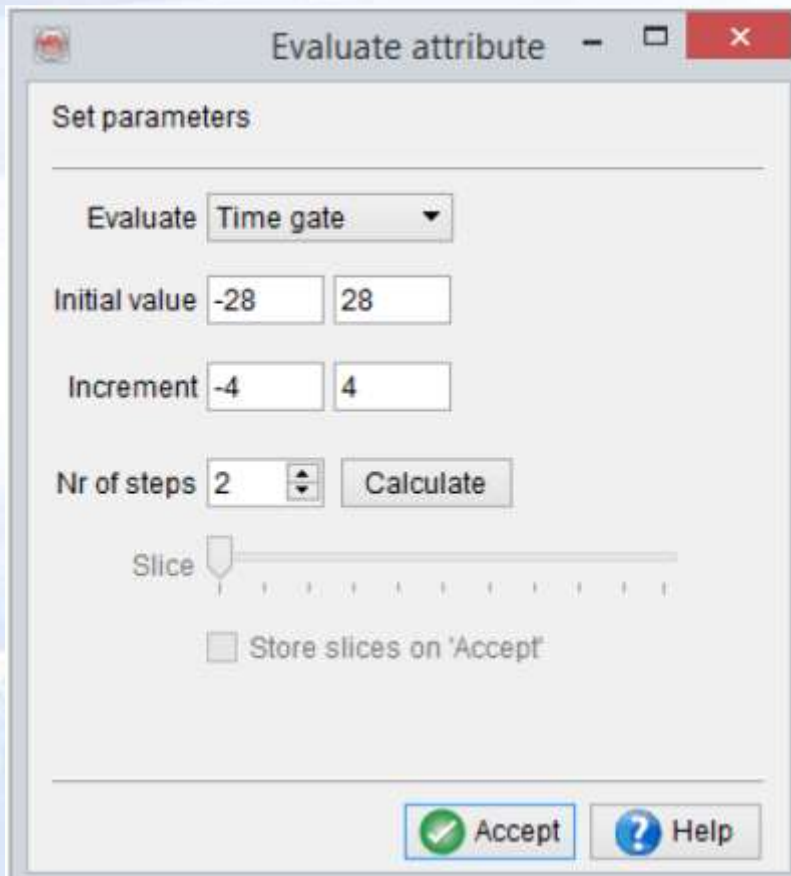 Evaluate attribute
Set parameters
Evaluate Time gate
Initial value -28 28
Increment -4 4
Nr of steps 2 Calculate
Slice
Store slices on 'Accept'
Accept Help